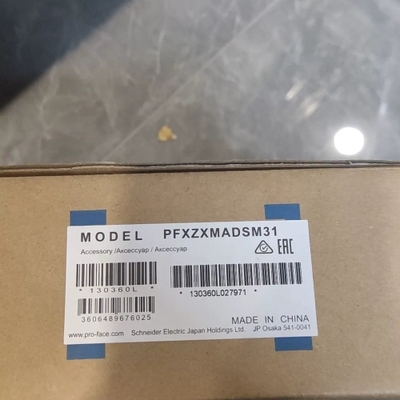 MODEL PFXZXMADSM31
Accessory /Аксессуар / Аксессуар
EAC
* 130360L *
* 130360L027971 *
3606489676025
MADE IN CHINA
www.pro-face.com Schneider Electric Japan Holdings Ltd. JP Osaka 541-0041